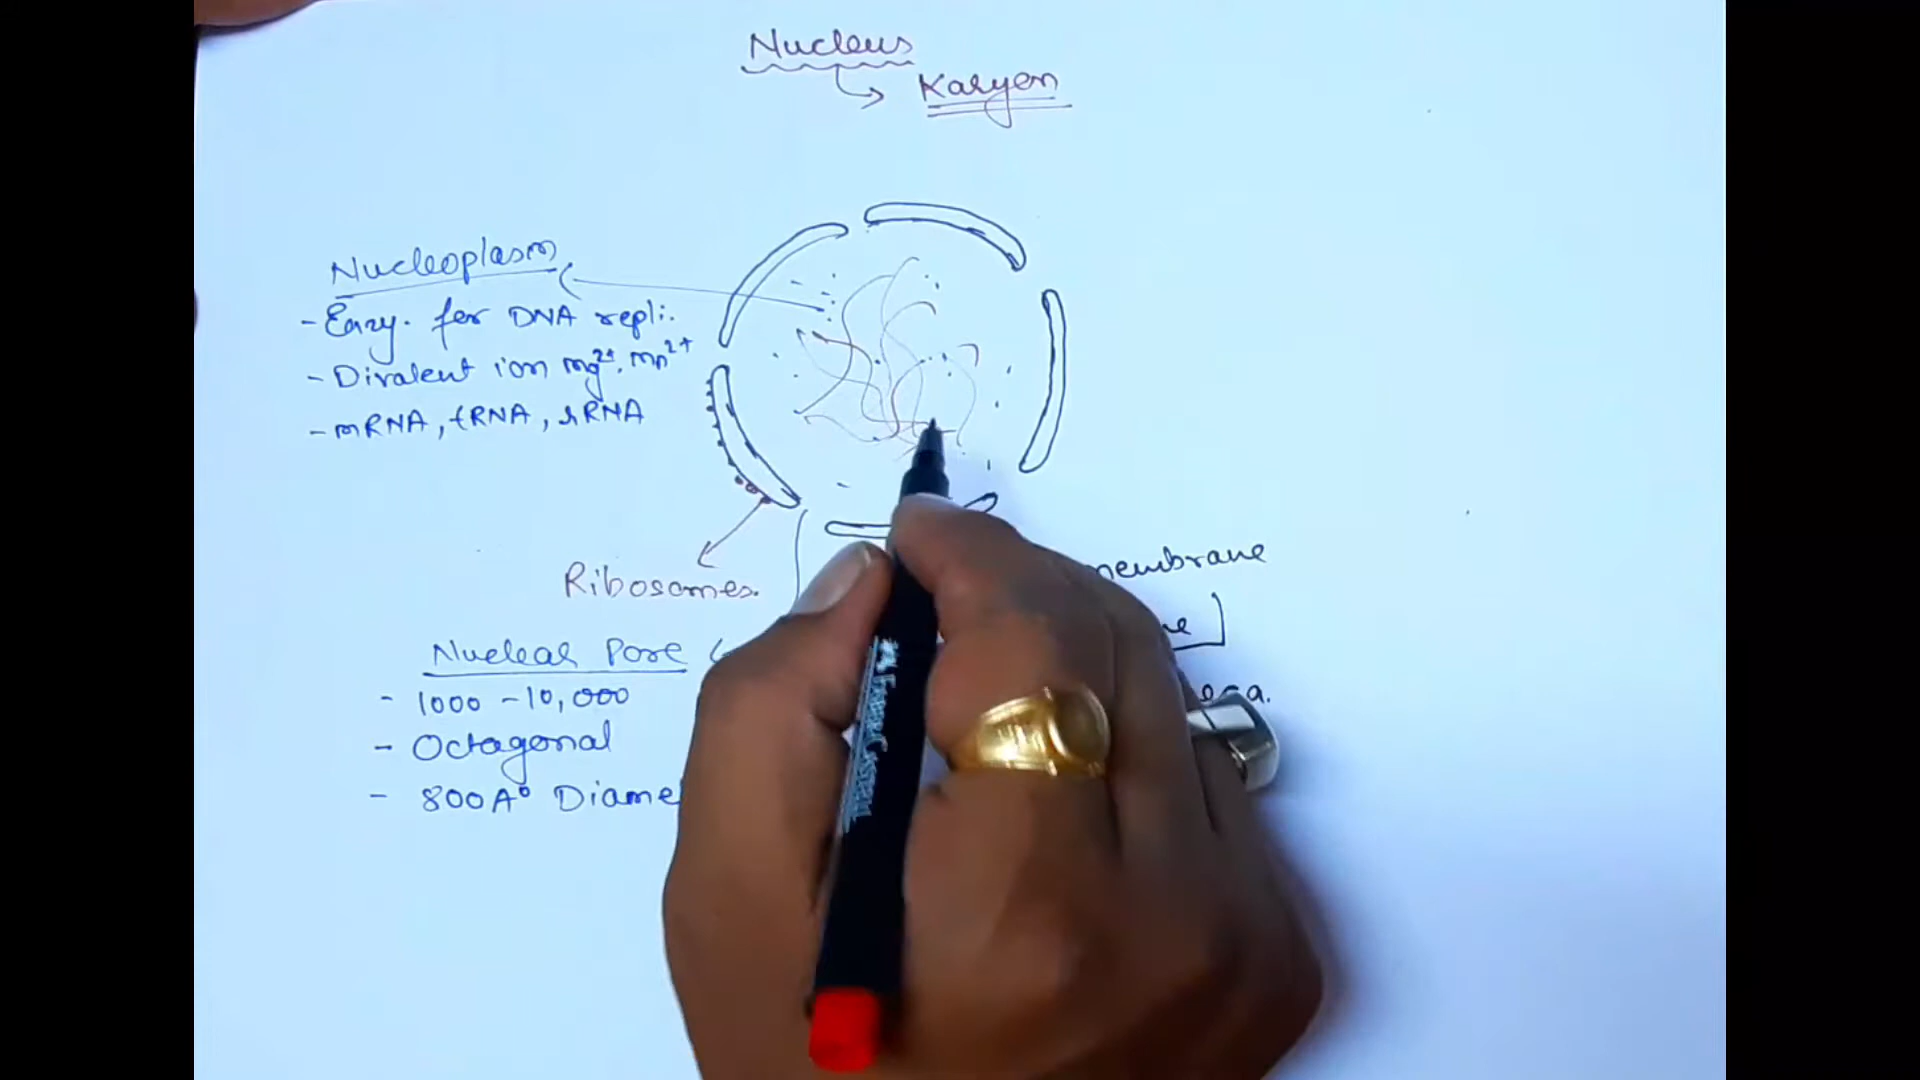 Nucleus
Karyon
Nucleoplasm
- Enzy. for DNA repli.
- Divalent ion Mg2+, Mn2+
- mRNA, tRNA, rRNA
Ribosomes.
membrane
Nuclear Pore
- 1000 - 10,000
- Octagonal
- 800A° Diame